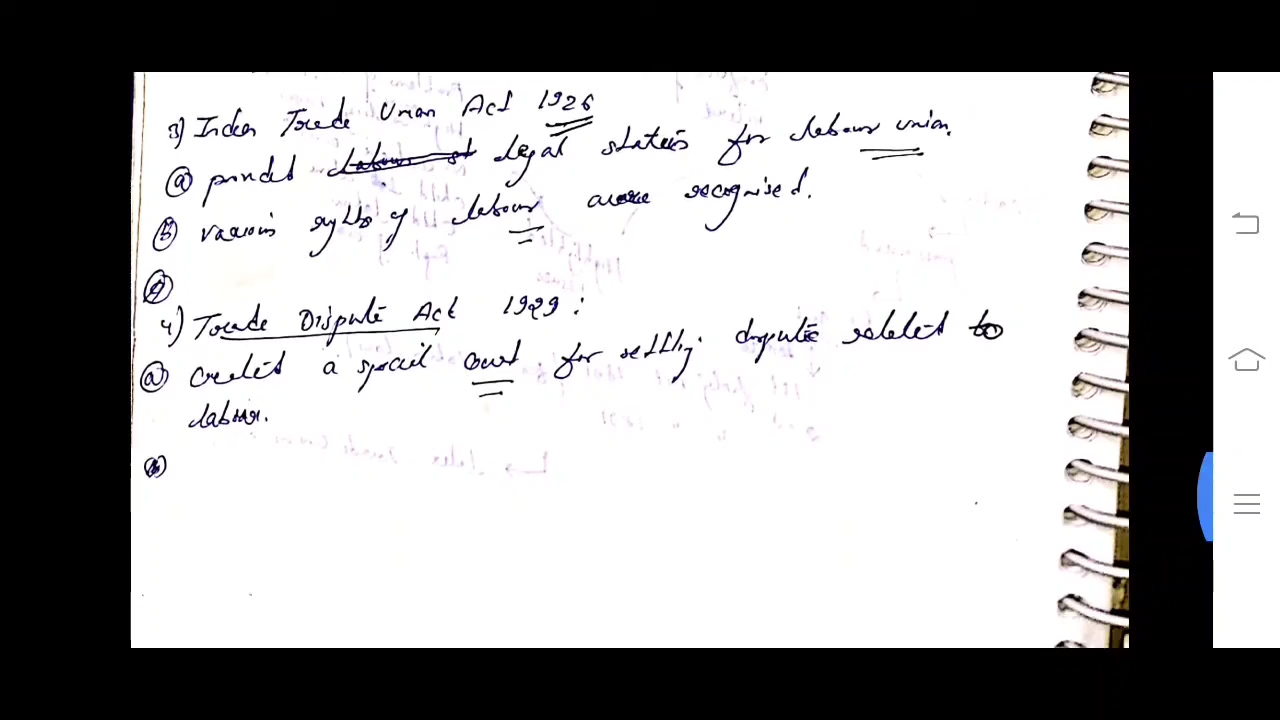 3) Indian Trade Union Act 1926
a) provided legal status for labour union.
b) various rights of labour were recognised.
4) Trade Dispute Act 1929:
a) created a special court for settling dispute related to
labour.